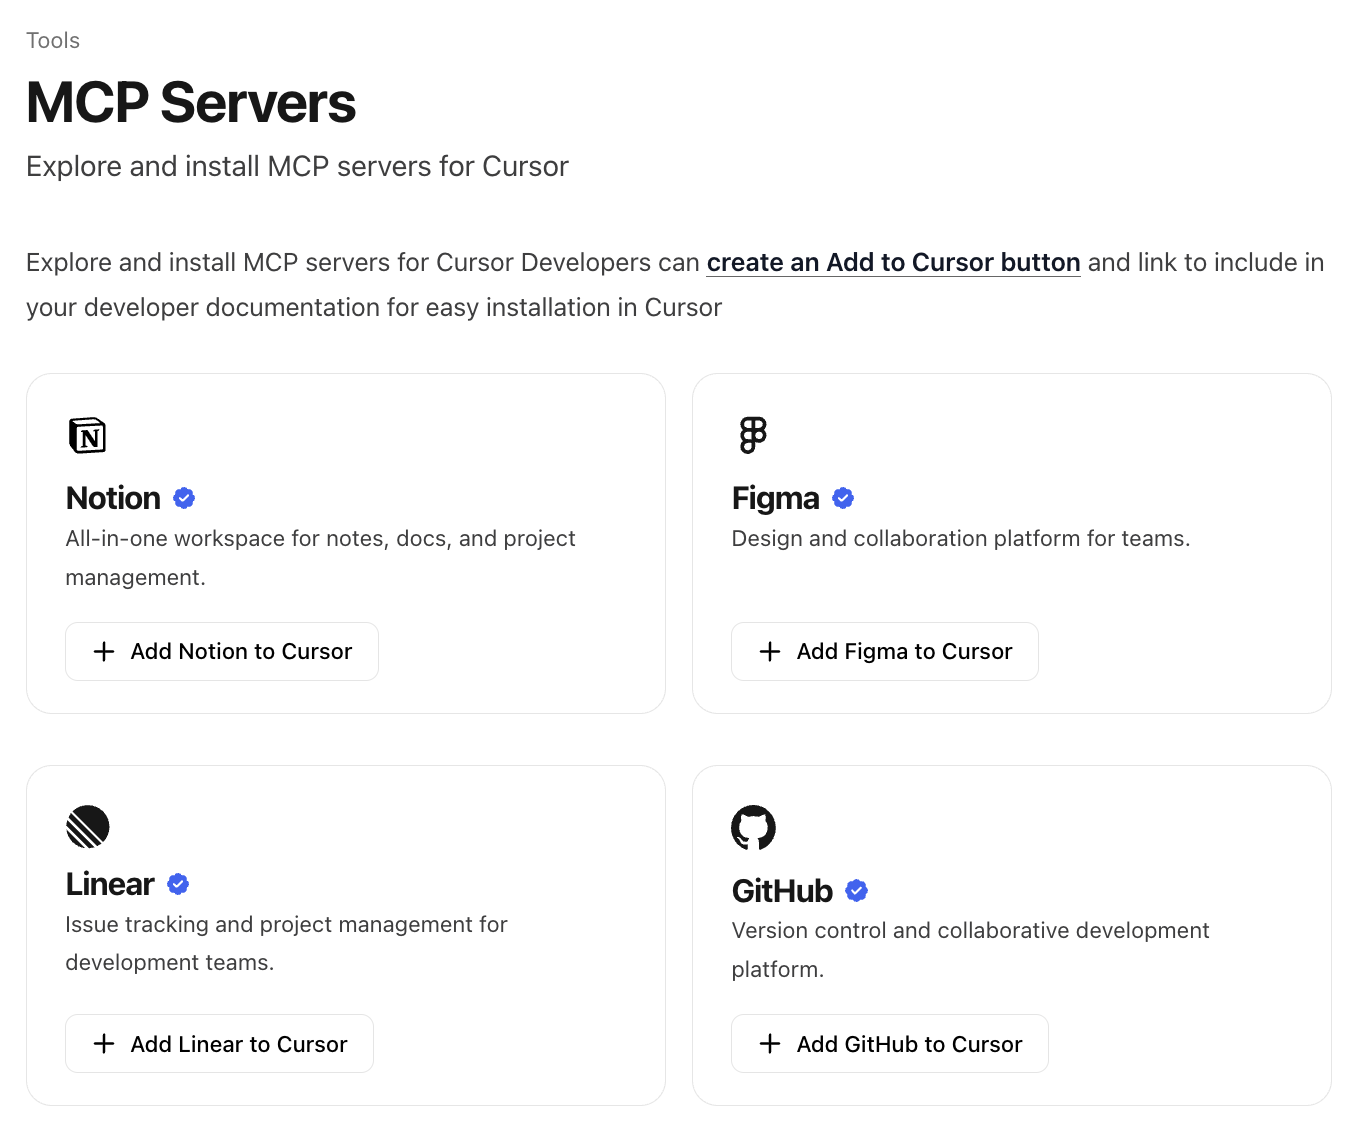 Tools
MCP Servers
Explore and install MCP servers for Cursor
Explore and install MCP servers for Cursor Developers can create an Add to Cursor button and link to include in
your developer documentation for easy installation in Cursor
N
Notion
All-in-one workspace for notes, docs, and project
management.
Add Notion to Cursor
Figma
Design and collaboration platform for teams.
Add Figma to Cursor
Linear
Issue tracking and project management for
development teams.
Add Linear to Cursor
GitHub
Version control and collaborative development
platform.
Add GitHub to Cursor